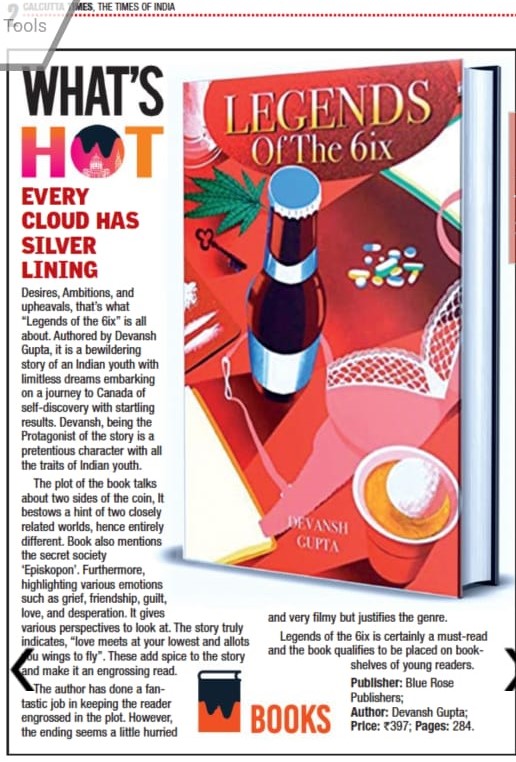 2 CALCUTTA TIMES, THE TIMES OF INDIA
Tools
WHAT'S
HOT
EVERY
CLOUD HAS
SILVER
LINING
Desires, Ambitions, and
upheavals, that's what
"Legends of the 6ix" is all
about. Authored by Devansh
Gupta, it is a bewildering
story of an Indian youth with
limitless dreams embarking
on a journey to Canada of
self-discovery with startling
results. Devansh, being the
Protagonist of the story is a
pretentious character with all
the traits of Indian youth.
The plot of the book talks
about two sides of the coin, It
bestows a hint of two closely
related worlds, hence entirely
different. Book also mentions
the secret society
'Episkopon'. Furthermore,
highlighting various emotions
such as grief, friendship, guilt,
love, and desperation. It gives
various perspectives to look at. The story truly
indicates, "love meets at your lowest and allots
you wings to fly". These add spice to the story
and make it an engrossing read.
The author has done a fan-
tastic job in keeping the reader
engrossed in the plot. However,
the ending seems a little hurried
and very filmy but justifies the genre.
Legends of the 6ix is certainly a must-read
and the book qualifies to be placed on book-
shelves of young readers.
Publisher: Blue Rose
Publishers;
Author: Devansh Gupta;
Price: ₹397; Pages: 284.
BOOKS
LEGENDS
Of The 6ix
DEVANSH
GUPTA